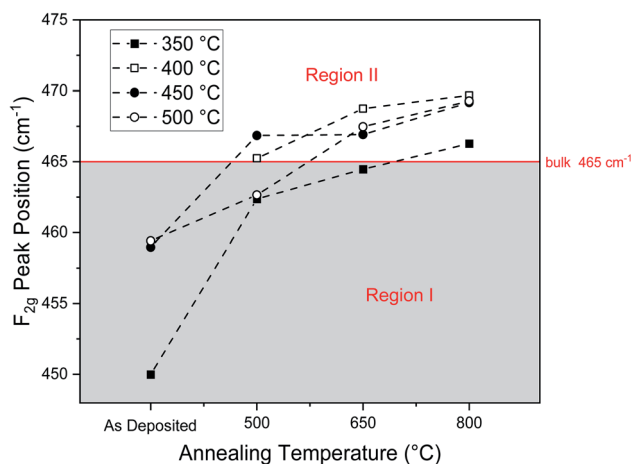 475
470
465
460
455
450
F2g Peak Position (cm-1)
350 °C
400 °C
450 °C
500 °C
Region II
bulk 465 cm-1
Region I
As Deposited 500 650 800
Annealing Temperature (°C)